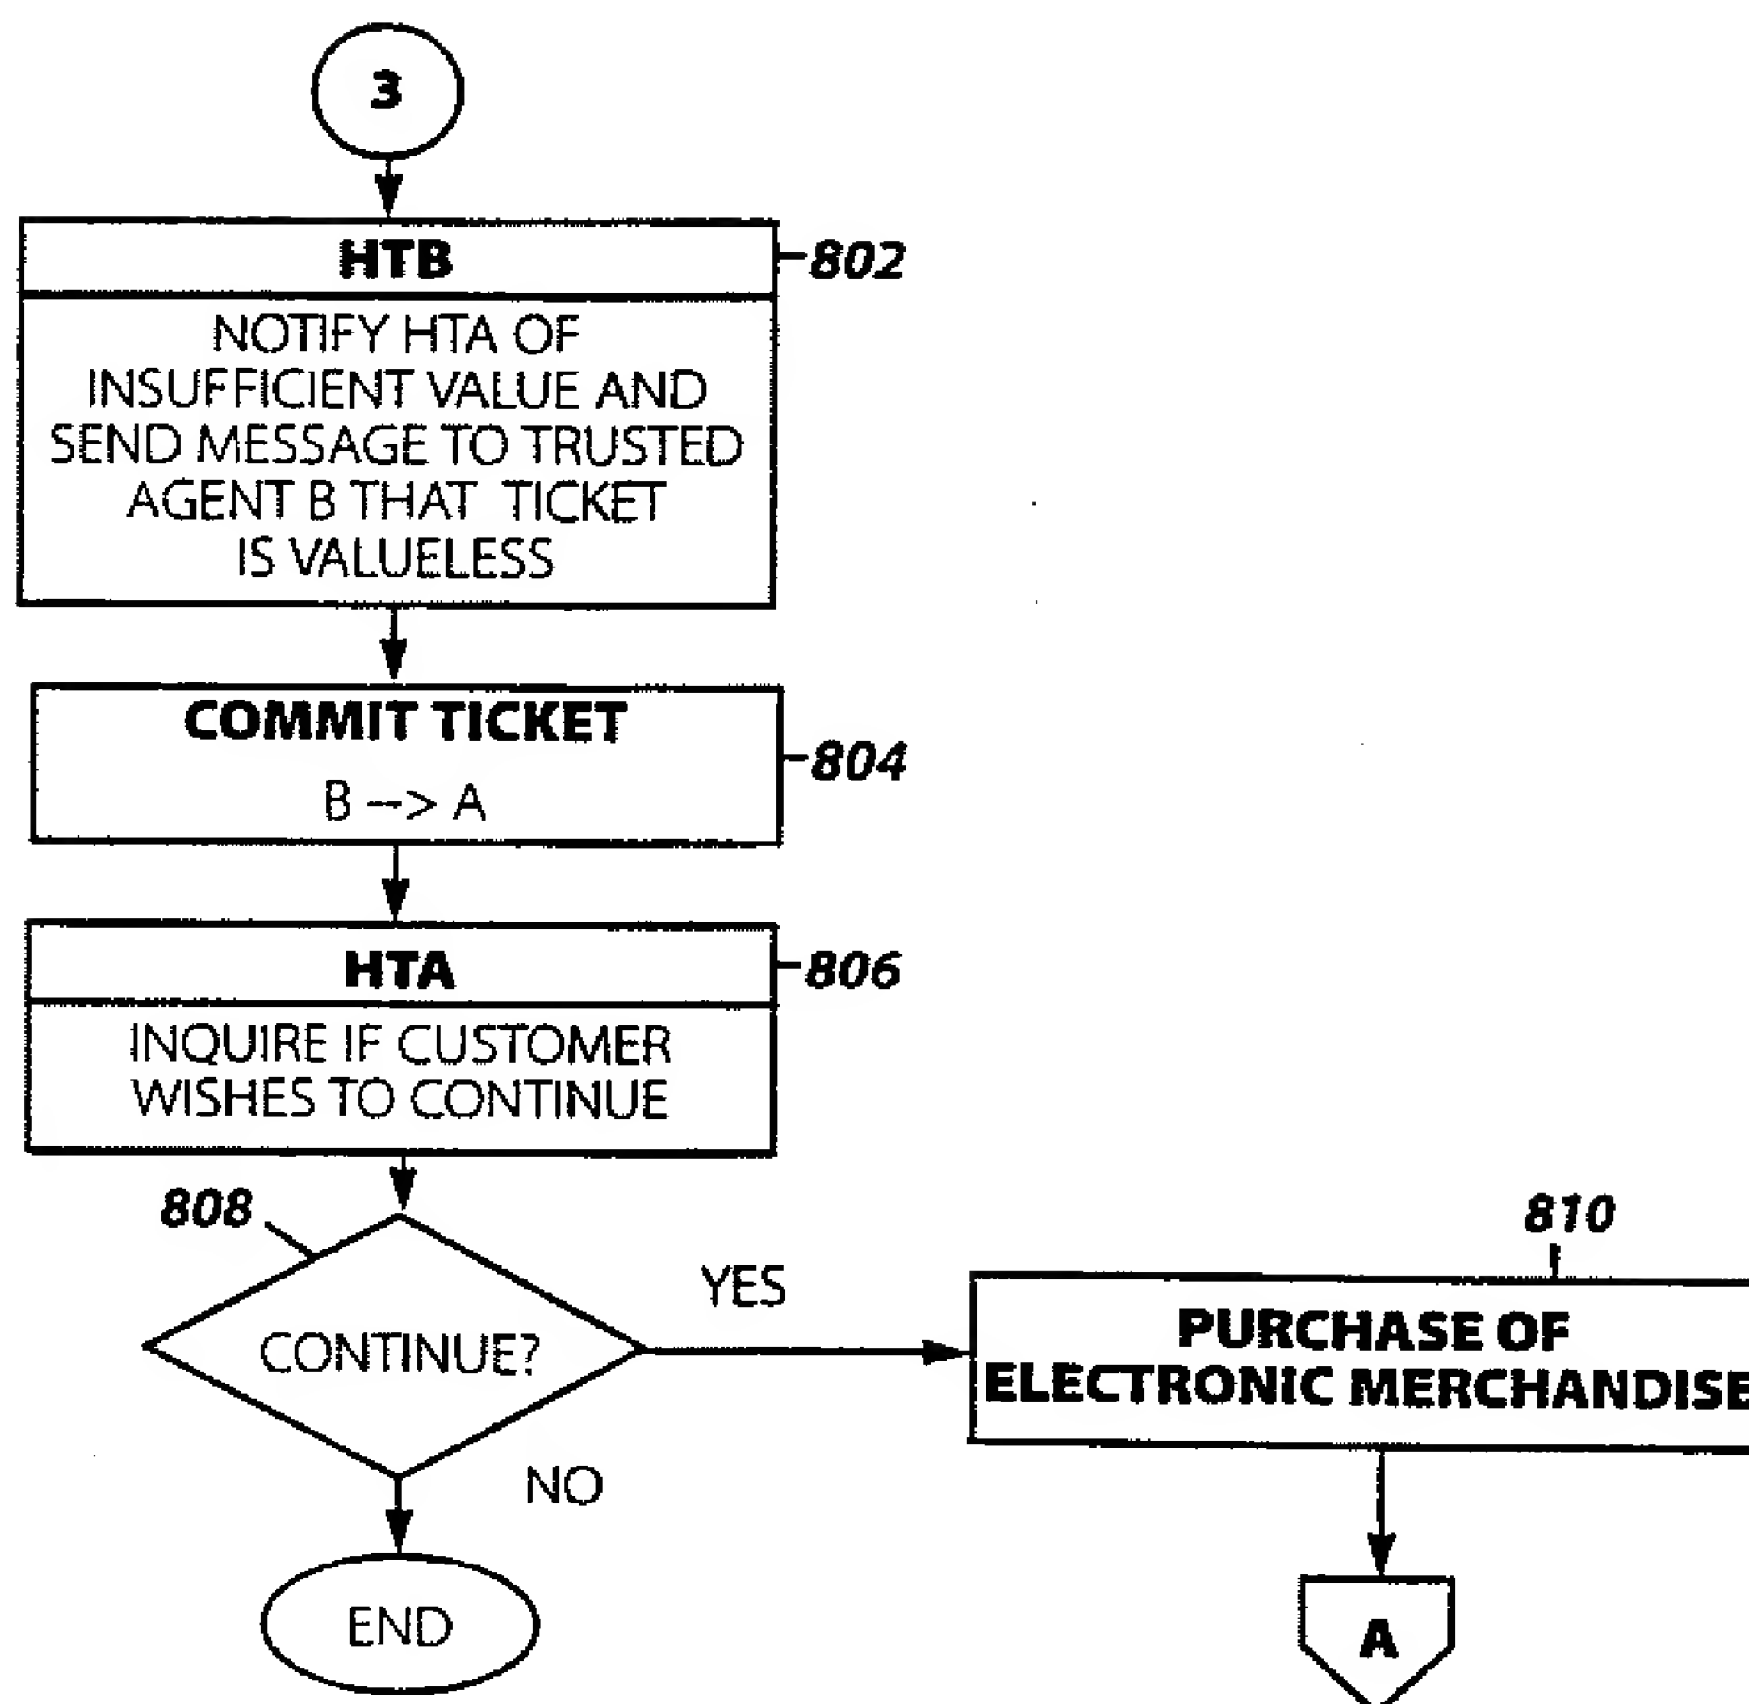 3
HTB
802
NOTIFY HTA OF
INSUFFICIENT VALUE AND
SEND MESSAGE TO TRUSTED
AGENT B THAT TICKET
IS VALUELESS
COMMIT TICKET
804
B --> A
HTA
806
INQUIRE IF CUSTOMER
WISHES TO CONTINUE
808
CONTINUE?
YES
NO
END
810
PURCHASE OF
ELECTRONIC MERCHANDISE
A